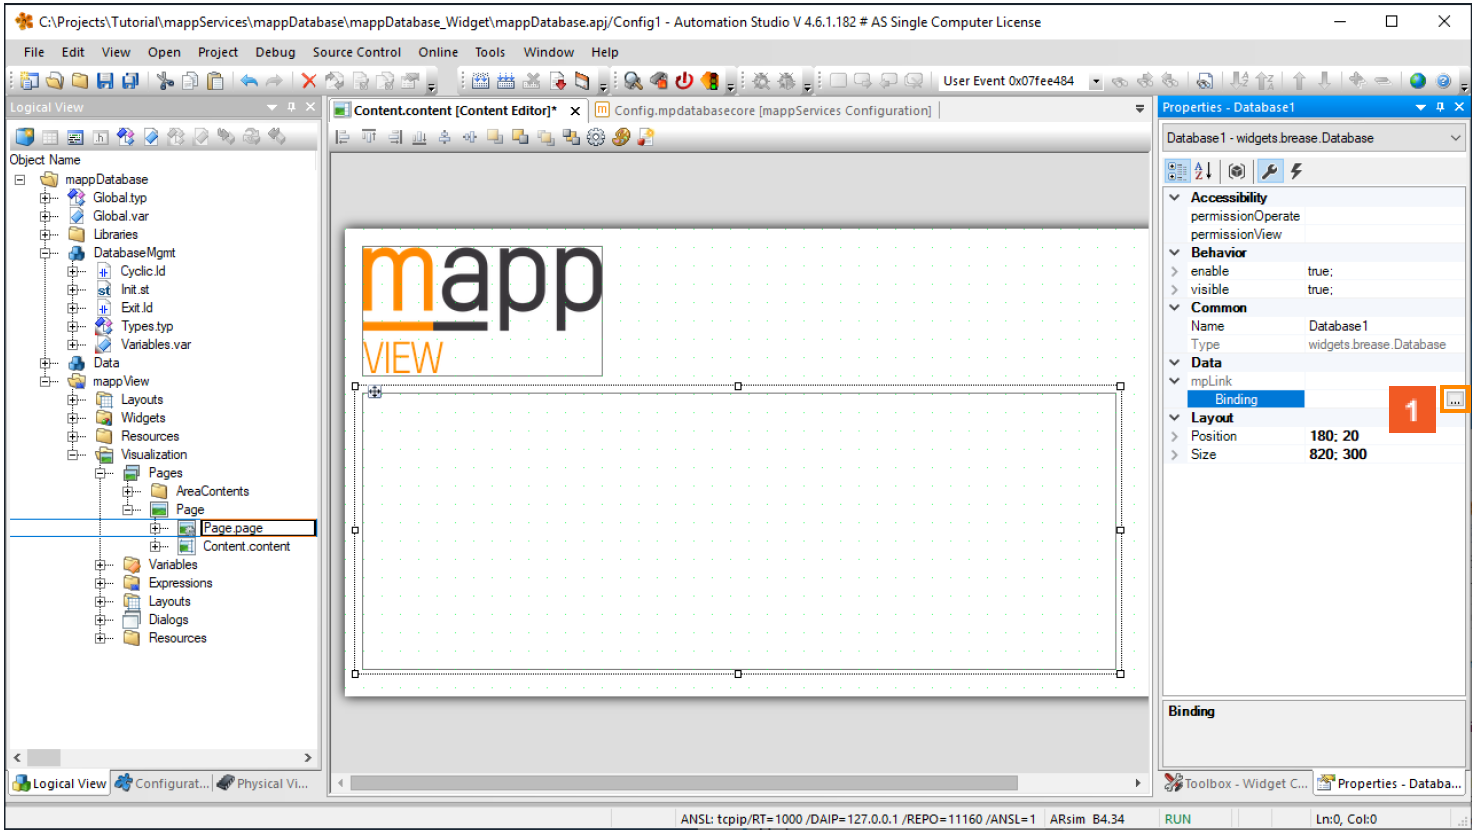 C:\Projects\Tutorial\mappServices\mappDatabase\mappDatabase_Widget\mappDatabase.apj/Config1 - Automation Studio V 4.6.1.182 # AS Single Computer License
File Edit View Open Project Debug Source Control Online Tools Window Help
User Event 0x07fee484
Logical View
Content.content [Content Editor]*
Config.mpdatabasecore [mappServices Configuration]
Properties - Database1
Database1 - widgets.brease.Database
Object Name
mappDatabase
Global.typ
Global.var
Libraries
DatabaseMgmt
Cyclic.ld
st Init.st
Exit.ld
Types.typ
Variables.var
Data
mappView
Layouts
Widgets
Resources
Visualization
Pages
AreaContents
Page
Page.page
Content.content
Variables
Expressions
Layouts
Dialogs
Resources
mapp
VIEW
Accessibility
permissionOperate
permissionView
Behavior
enable true;
visible true;
Common
Name Database1
Type widgets.brease.Database
Data
mpLink
Binding ...
1
Layout
Position 180; 20
Size 820; 300
Binding
Logical View Configurat... Physical Vi...
Toolbox - Widget C... Properties - Databa...
ANSL: tcpip/RT=1000 /DAIP=127.0.0.1 /REPO=11160 /ANSL=1 ARsim B4.34 RUN Ln:0, Col:0